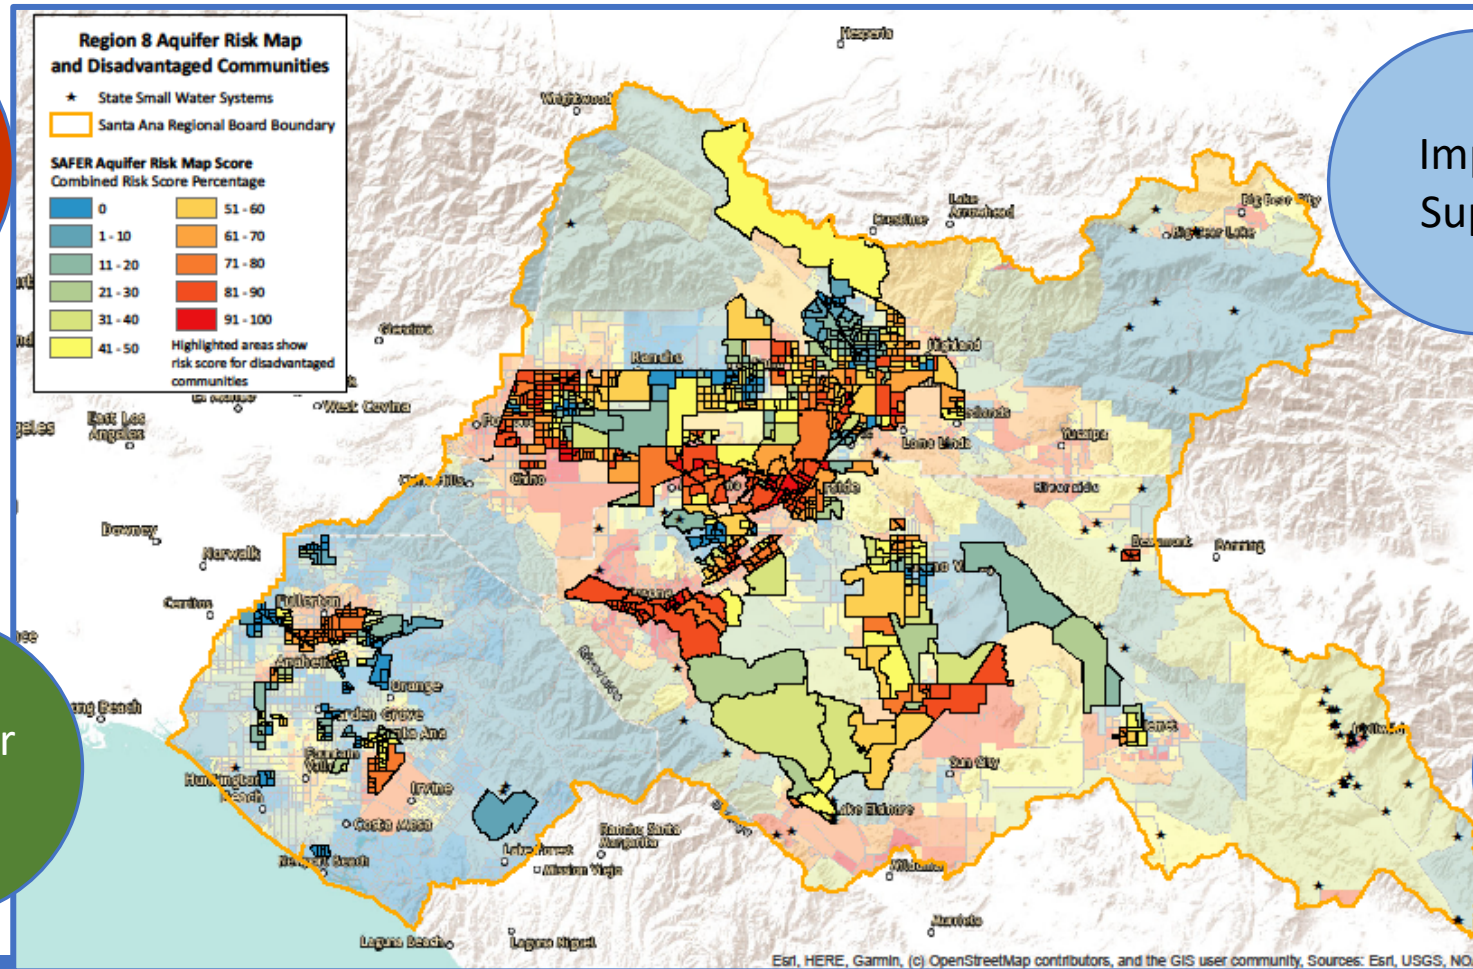 Region 8 Aquifer Risk Map
and Disadvantaged Communities
State Small Water Systems
Santa Ana Regional Board Boundary
SAFER Aquifer Risk Map Score
Combined Risk Score Percentage
0
1 - 10
11 - 20
21 - 30
31 - 40
41 - 50
51 - 60
61 - 70
71 - 80
81 - 90
91 - 100
Highlighted areas show
risk score for disadvantaged
communities
Hesperia
Wrightwood
Lake
Arrowhead
Crestline
Big Bear City
Big Bear Lake
Imp
Sup
Glendora
Rancho
Highland
West Covina
East Los
Angeles
geles
Loma Linda
Yucaipa
Chino Hills
Chino
Riverside
Downey
Norwalk
Beaumont
Banning
Cerritos
Fullerton
Anaheim
Orange
Garden Grove
Santa Ana
ong Beach
Fountain
Valley
Huntington
Beach
Irvine
Costa Mesa
Newport Beach
Lake Forest
Rancho Santa
Margarita
Mission Viejo
Laguna Beach
Laguna Niguel
Sun City
Lake Elsinore
Wildomar
Murrieta
r
Esri, HERE, Garmin, (c) OpenStreetMap contributors, and the GIS user community, Sources: Esri, USGS, NO